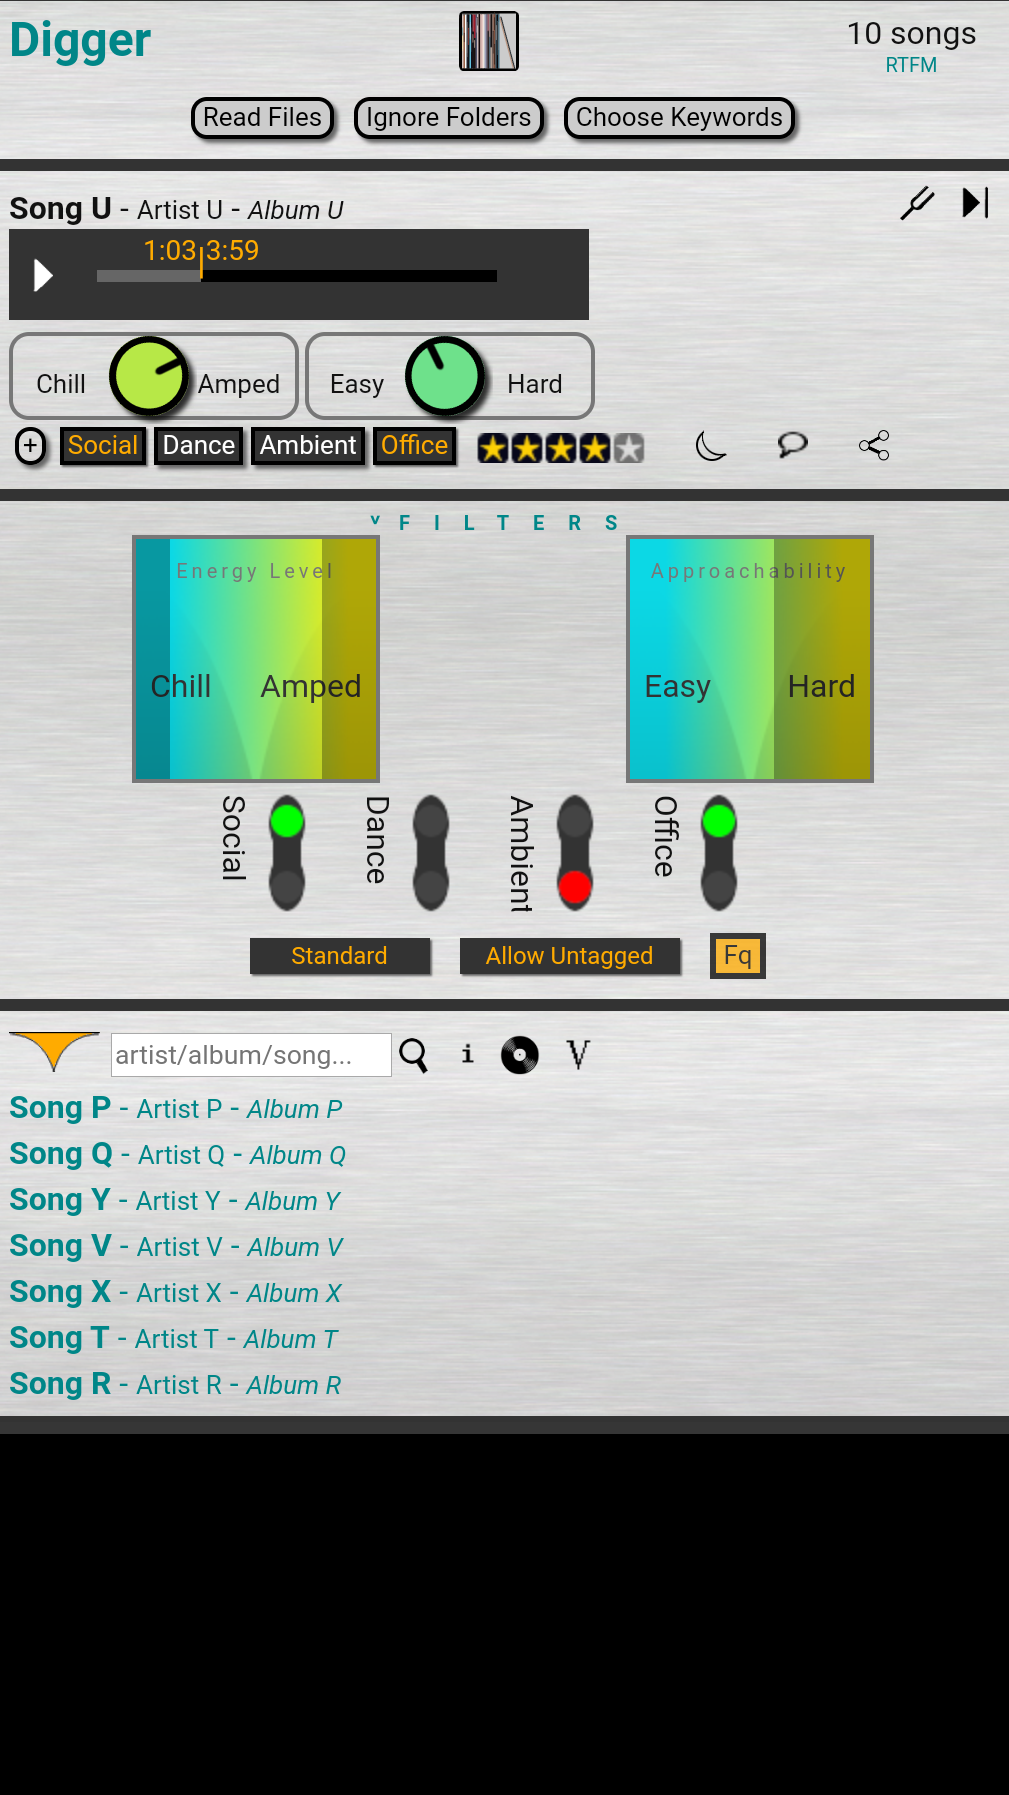 Digger
10 songs
RTFM
Read Files
Ignore Folders
Choose Keywords
Song U - Artist U - Album U
1:03 3:59
Chill
Amped
Easy
Hard
+
Social
Dance
Ambient
Office
v FILTERS
Energy Level
Chill
Amped
Approachability
Easy
Hard
Social
Dance
Ambient
Office
Standard
Allow Untagged
Fq
artist/album/song...
i
V
Song P - Artist P - Album P
Song Q - Artist Q - Album Q
Song Y - Artist Y - Album Y
Song V - Artist V - Album V
Song X - Artist X - Album X
Song T - Artist T - Album T
Song R - Artist R - Album R